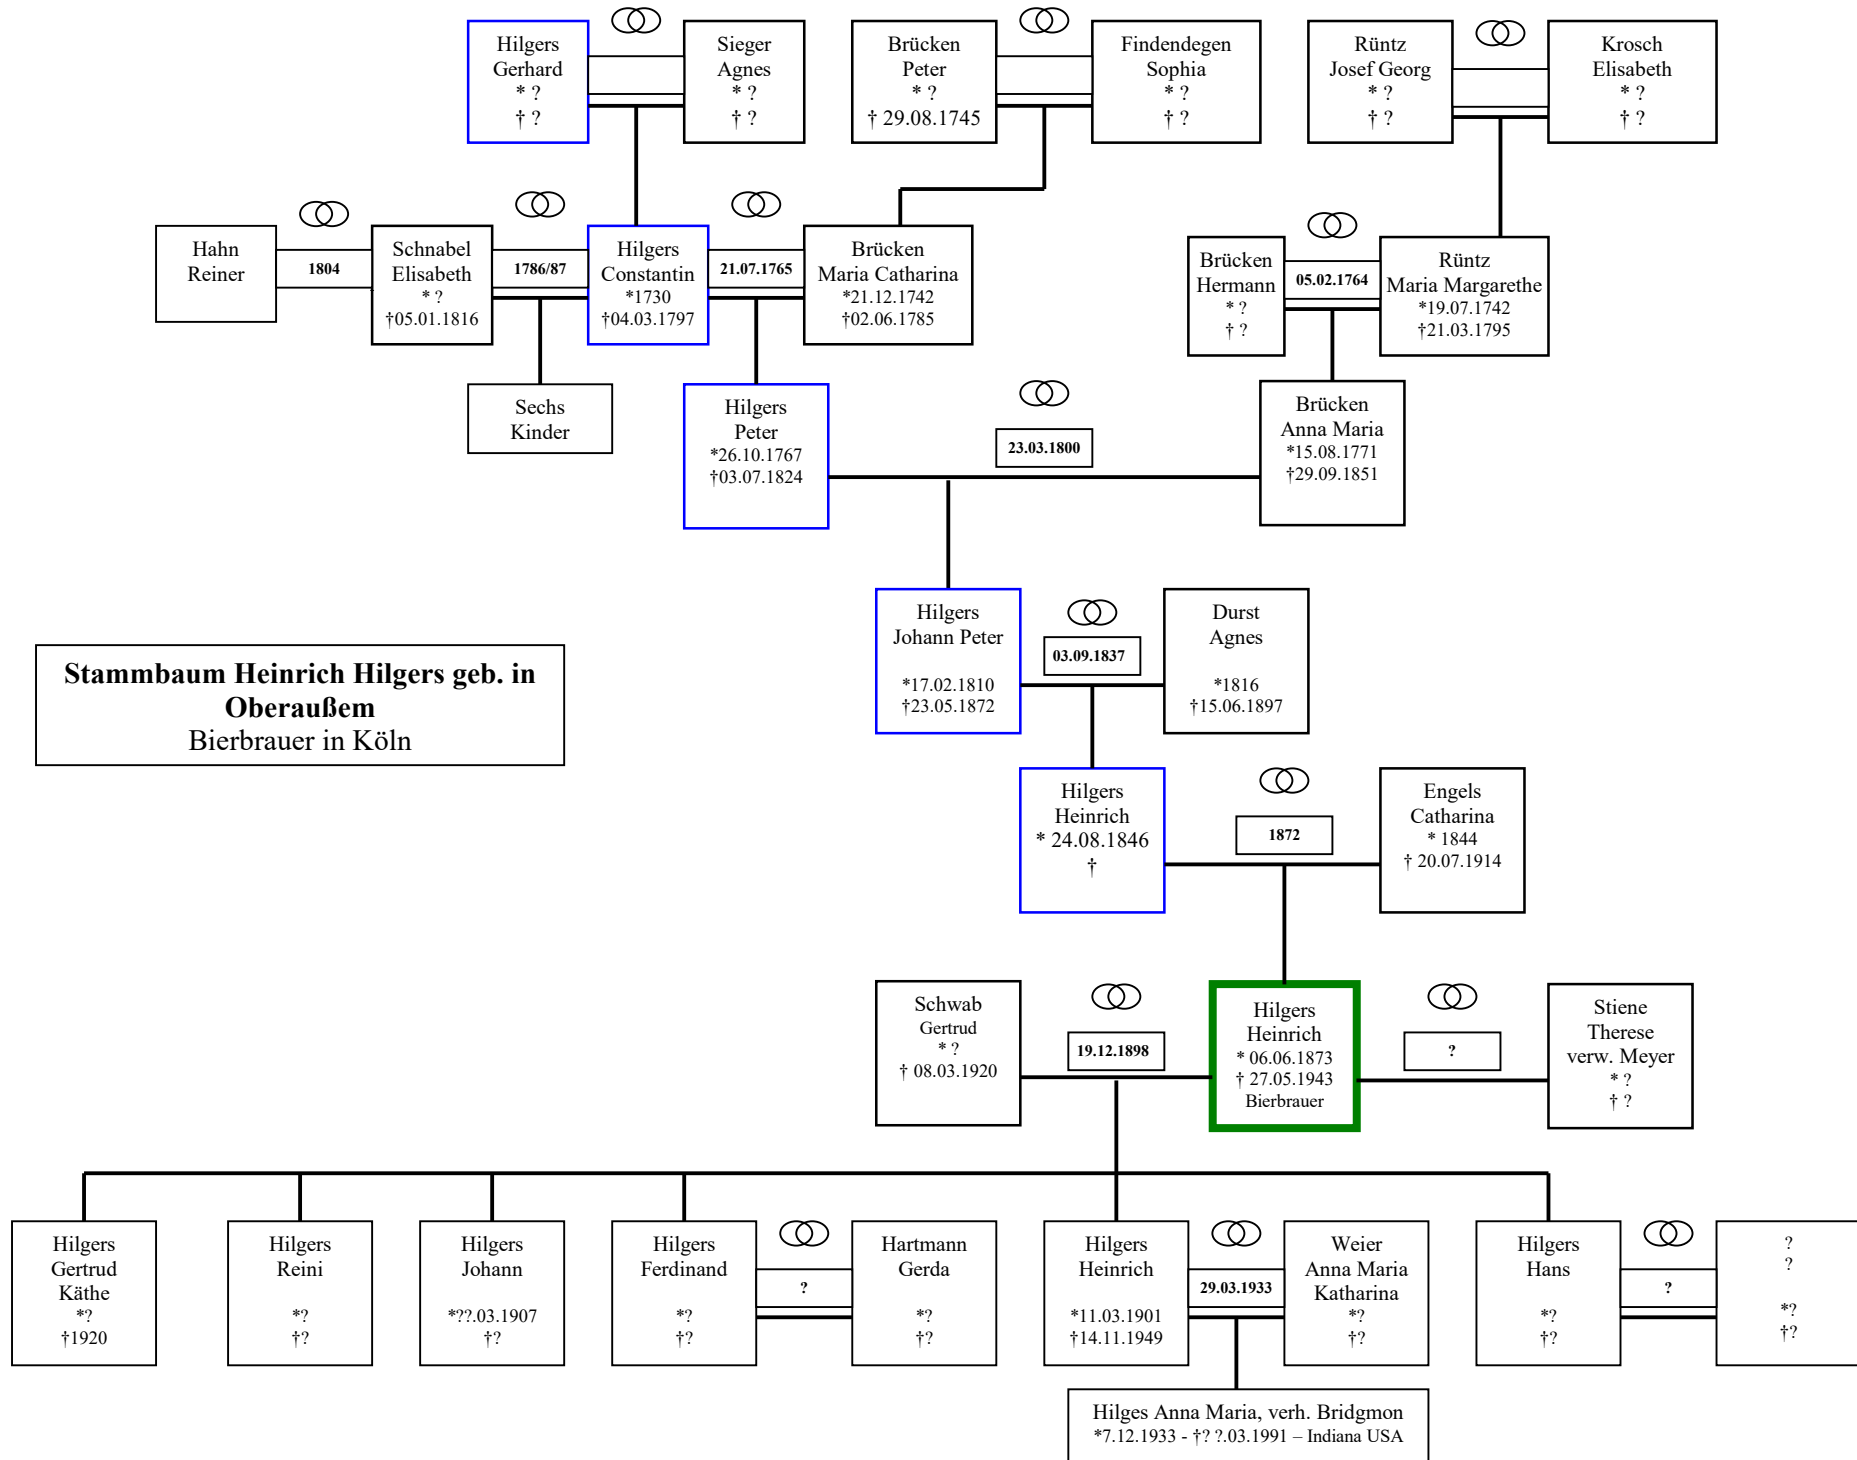 Hilgers
Gerhard
* ?
† ?
Sieger
Agnes
* ?
† ?
Brücken
Peter
* ?
† 29.08.1745
Findendegen
Sophia
* ?
† ?
Rüntz
Josef Georg
* ?
† ?
Krosch
Elisabeth
* ?
† ?
Hahn
Reiner
1804
Schnabel
Elisabeth
* ?
†05.01.1816
1786/87
Hilgers
Constantin
*1730
†04.03.1797
21.07.1765
Brücken
Maria Catharina
*21.12.1742
†02.06.1785
Brücken
Hermann
* ?
† ?
05.02.1764
Rüntz
Maria Margarethe
*19.07.1742
†21.03.1795
Sechs
Kinder
Hilgers
Peter
*26.10.1767
†03.07.1824
23.03.1800
Brücken
Anna Maria
*15.08.1771
†29.09.1851
Hilgers
Johann Peter
*17.02.1810
†23.05.1872
03.09.1837
Durst
Agnes
*1816
†15.06.1897
Stammbaum Heinrich Hilgers geb. in
Oberaußem
Bierbrauer in Köln
Hilgers
Heinrich
* 24.08.1846
†
1872
Engels
Catharina
* 1844
† 20.07.1914
Schwab
Gertrud
* ?
† 08.03.1920
19.12.1898
Hilgers
Heinrich
* 06.06.1873
† 27.05.1943
Bierbrauer
?
Stiene
Therese
verw. Meyer
* ?
† ?
Hilgers
Gertrud
Käthe
*?
†1920
Hilgers
Reini
*?
†?
Hilgers
Johann
*??.03.1907
†?
Hilgers
Ferdinand
*?
†?
?
Hartmann
Gerda
*?
†?
Hilgers
Heinrich
*11.03.1901
†14.11.1949
29.03.1933
Weier
Anna Maria
Katharina
*?
†?
Hilgers
Hans
*?
†?
?
?
?
*?
†?
Hilges Anna Maria, verh. Bridgmon
*7.12.1933 - †? ?.03.1991 – Indiana USA